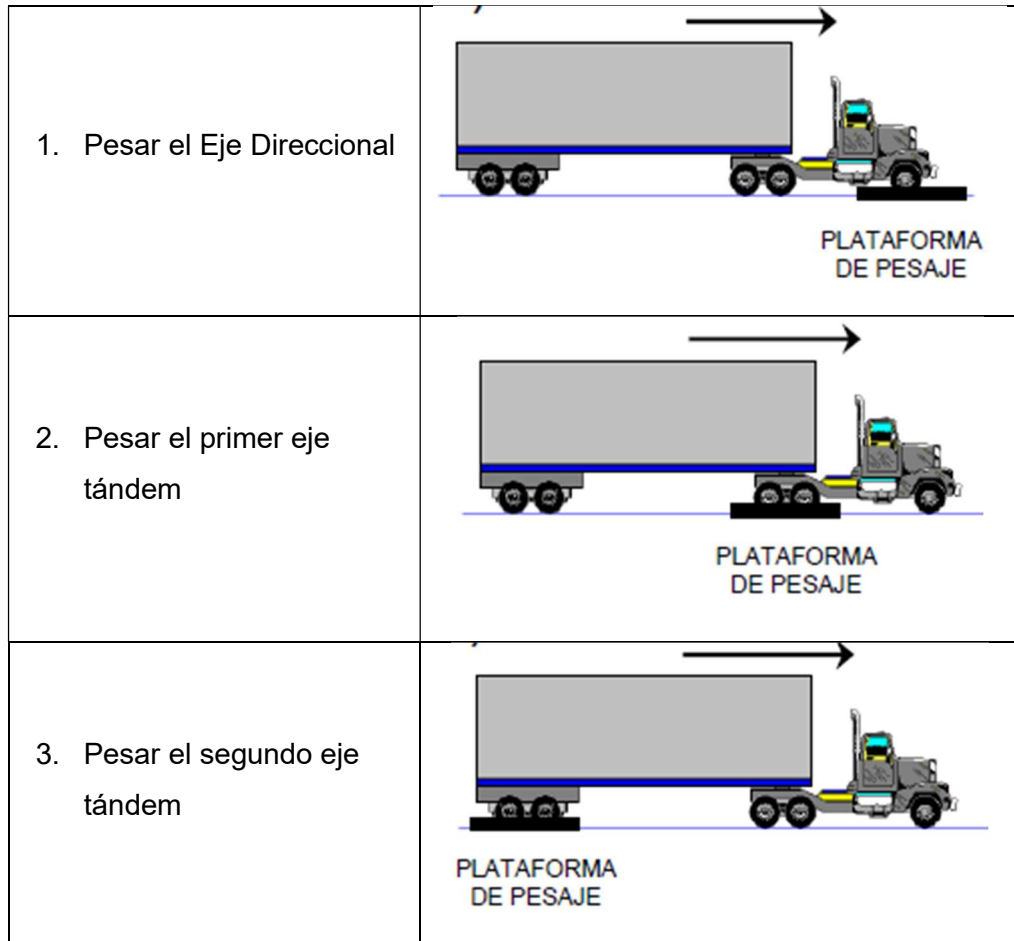 1. Pesar el Eje Direccional
PLATAFORMA
DE PESAJE
2. Pesar el primer eje
tándem
PLATAFORMA
DE PESAJE
3. Pesar el segundo eje
tándem
PLATAFORMA
DE PESAJE